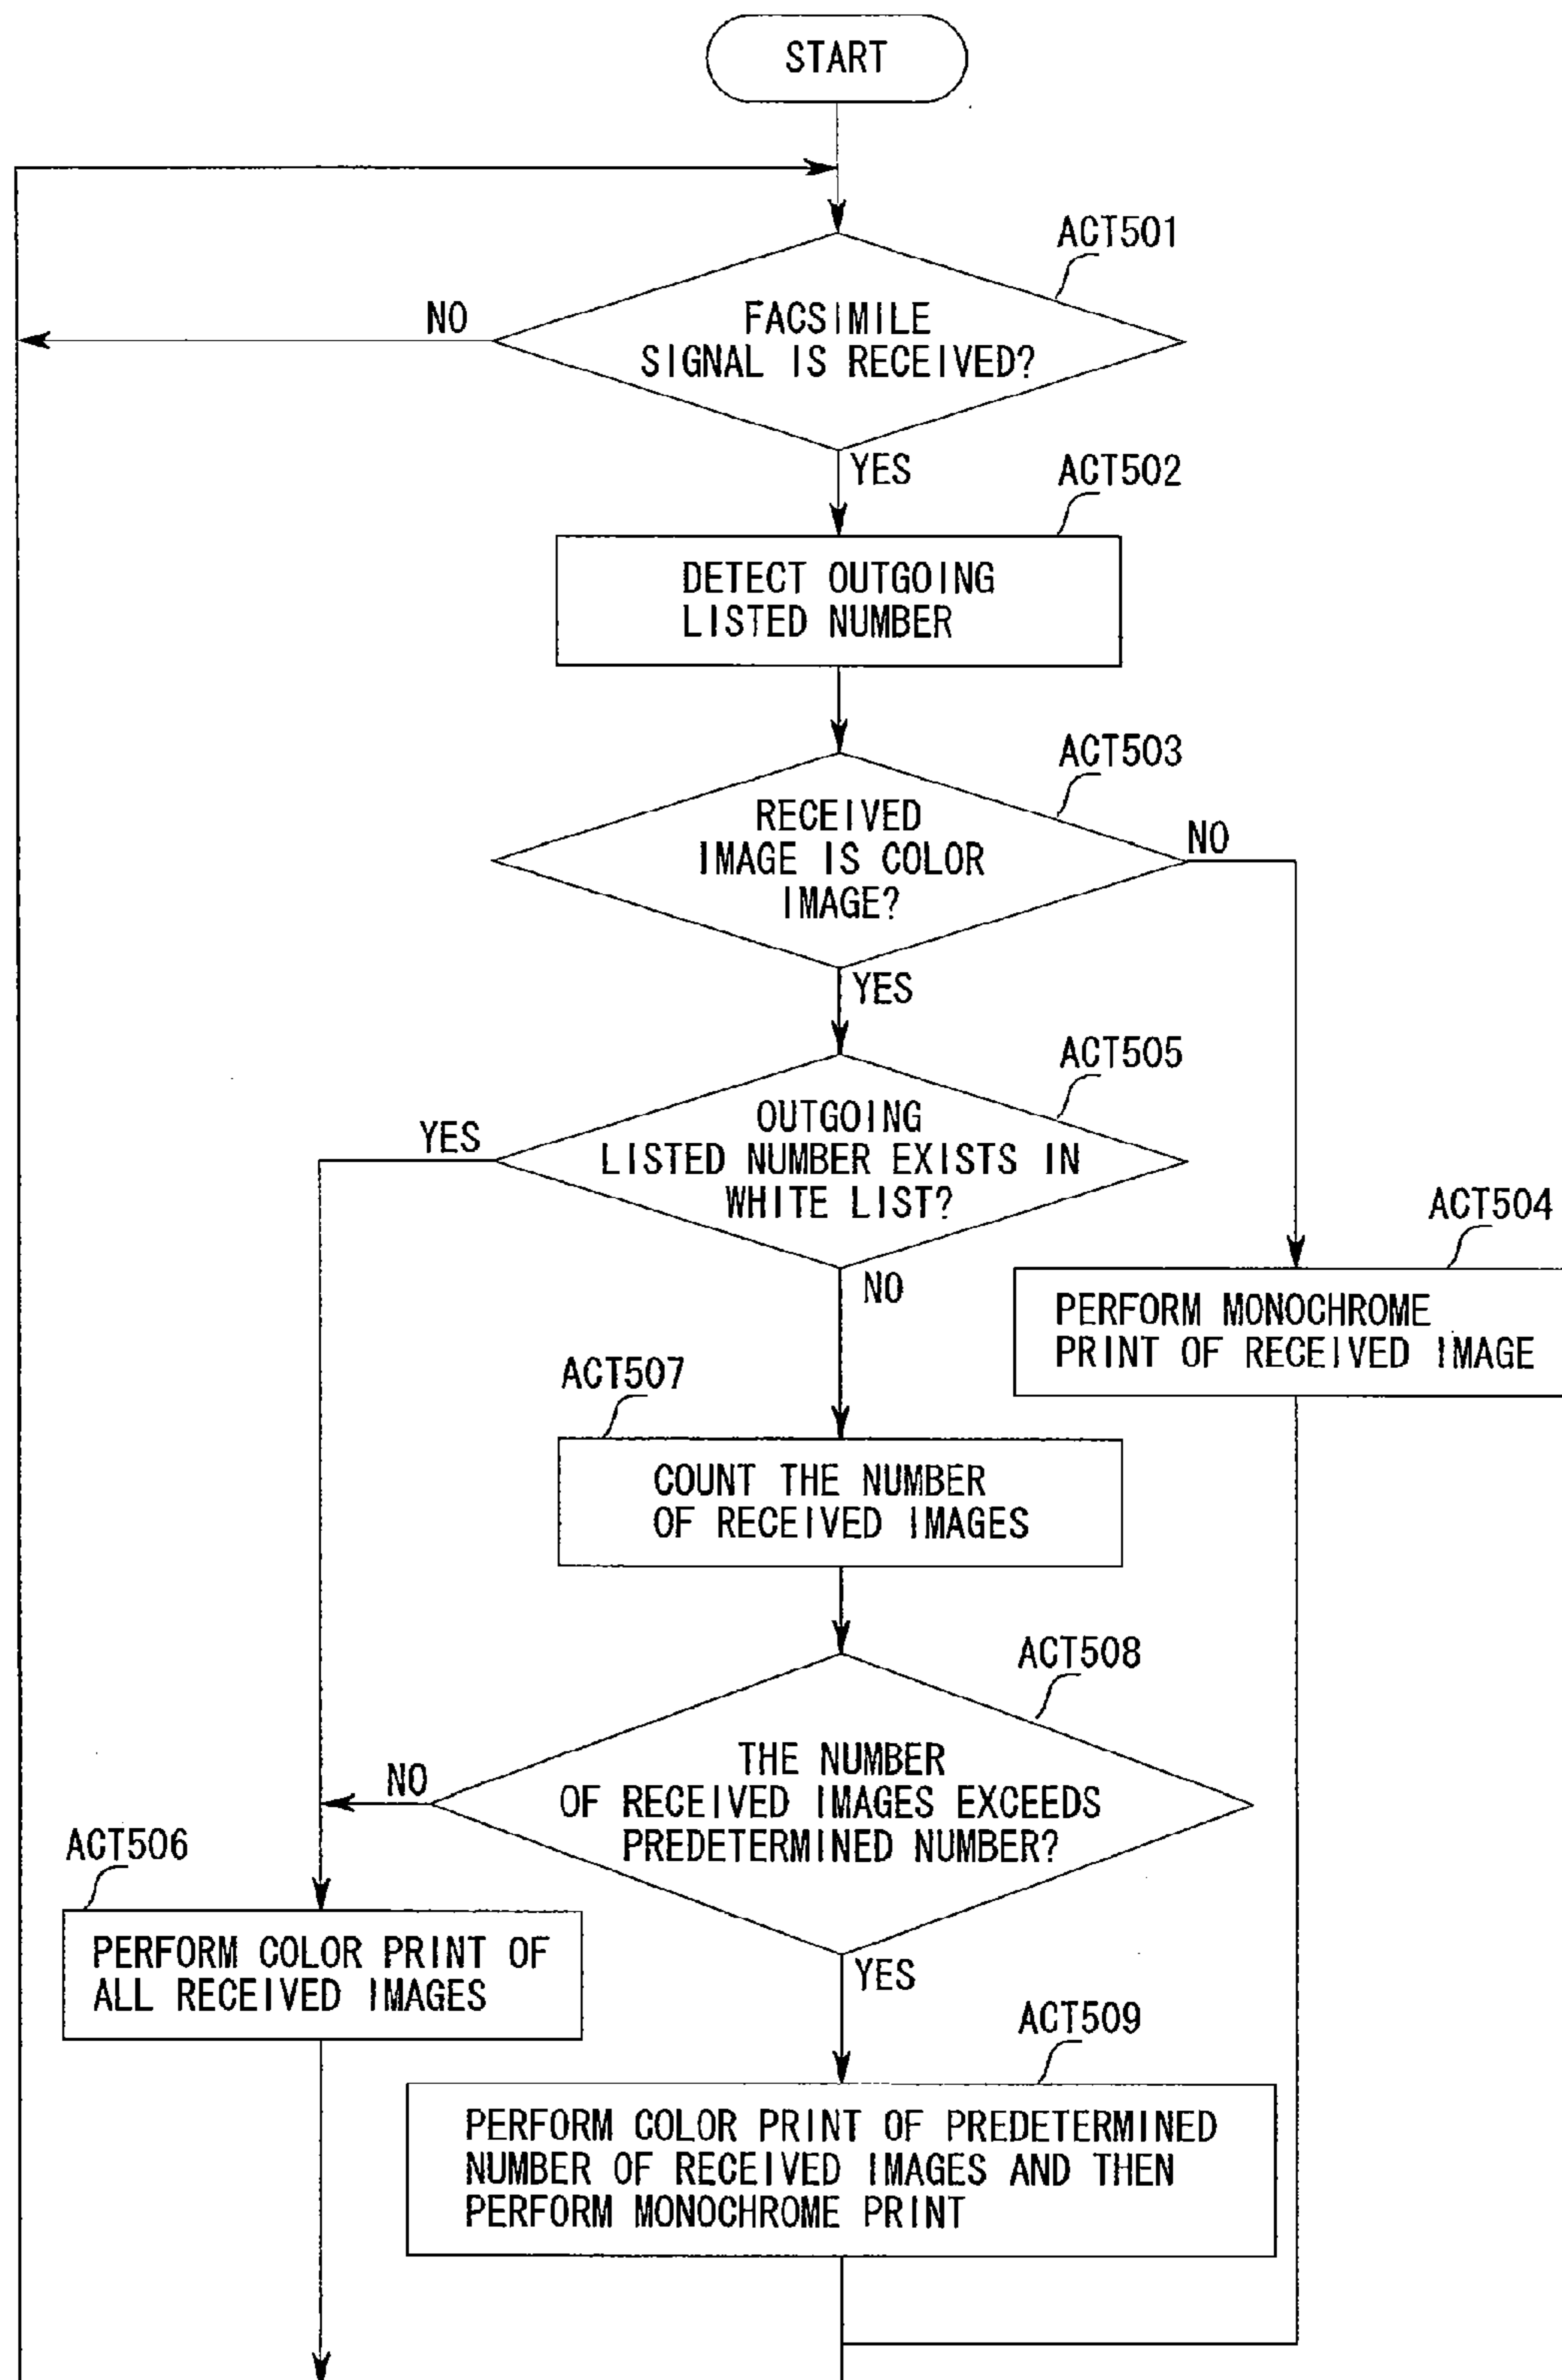 START
ACT501
NO
FACSIMILE
SIGNAL IS RECEIVED?
YES
ACT502
DETECT OUTGOING
LISTED NUMBER
ACT503
RECEIVED
IMAGE IS COLOR
IMAGE?
NO
YES
ACT505
OUTGOING
LISTED NUMBER EXISTS IN
WHITE LIST?
YES
NO
ACT504
PERFORM MONOCHROME
PRINT OF RECEIVED IMAGE
ACT507
COUNT THE NUMBER
OF RECEIVED IMAGES
ACT508
THE NUMBER
OF RECEIVED IMAGES EXCEEDS
PREDETERMINED NUMBER?
NO
YES
ACT506
PERFORM COLOR PRINT OF
ALL RECEIVED IMAGES
ACT509
PERFORM COLOR PRINT OF PREDETERMINED
NUMBER OF RECEIVED IMAGES AND THEN
PERFORM MONOCHROME PRINT